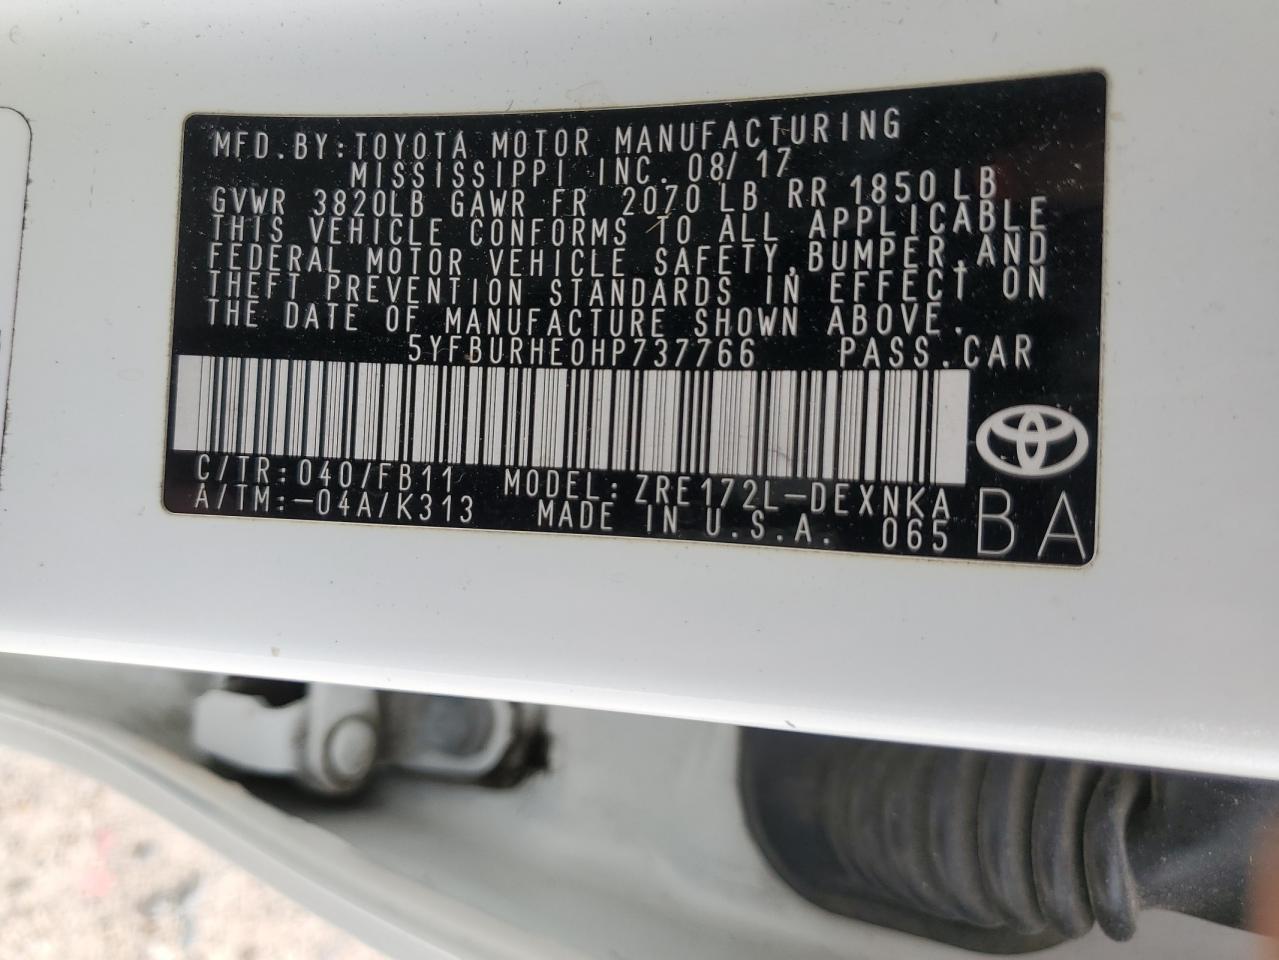 MFD.BY:TOYOTA MOTOR MANUFACTURING
MISSISSIPPI INC. 08/17
GVWR 3820LB GAWR FR 2070 LB RR 1850 LB
THIS VEHICLE CONFORMS TO ALL APPLICABLE
FEDERAL MOTOR VEHICLE SAFETY, BUMPER, AND
THEFT PREVENTION STANDARDS IN EFFECT ON
THE DATE OF MANUFACTURE SHOWN ABOVE.
5YFBURHE0HP737766 PASS.CAR
C/TR:040/FB11 MODEL:ZRE172L-DEXNKA
A/TM:-04A/K313 MADE IN U.S.A. 065 BA